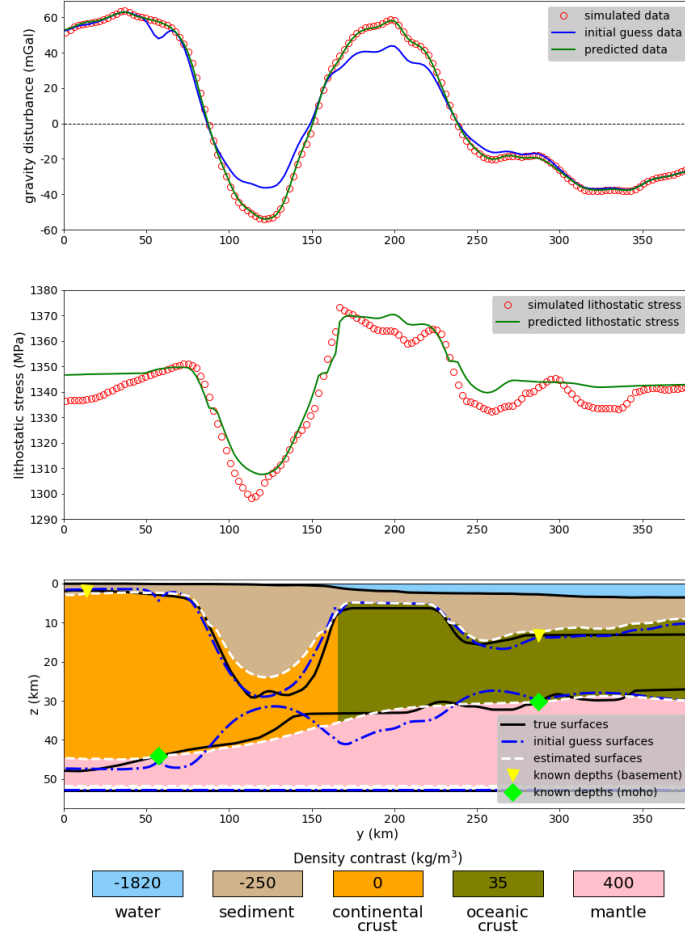 60
40
20
0
-20
-40
-60
gravity disturbance (mGal)
simulated data
initial guess data
predicted data
0 50 100 150 200 250 300 350
1380
1370
1360
1350
1340
1330
1320
1310
1300
1290
lithostatic stress (MPa)
simulated lithostatic stress
predicted lithostatic stress
0 50 100 150 200 250 300 350
0
10
20
30
40
50
z (km)
true surfaces
initial guess surfaces
estimated surfaces
known depths (basement)
known depths (moho)
0 50 100 150 200 250 300 350
y (km)
Density contrast (kg/m³)
-1820 -250 0 35 400
water sediment continental oceanic mantle
crust crust